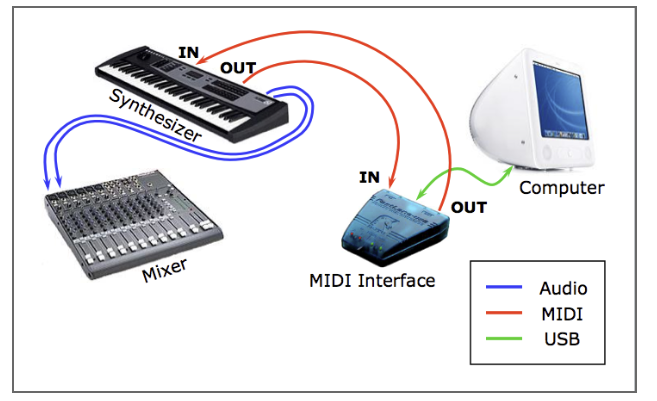 IN
OUT
Synthesizer
IN
OUT
Computer
Mixer
MIDI Interface
Audio
MIDI
USB